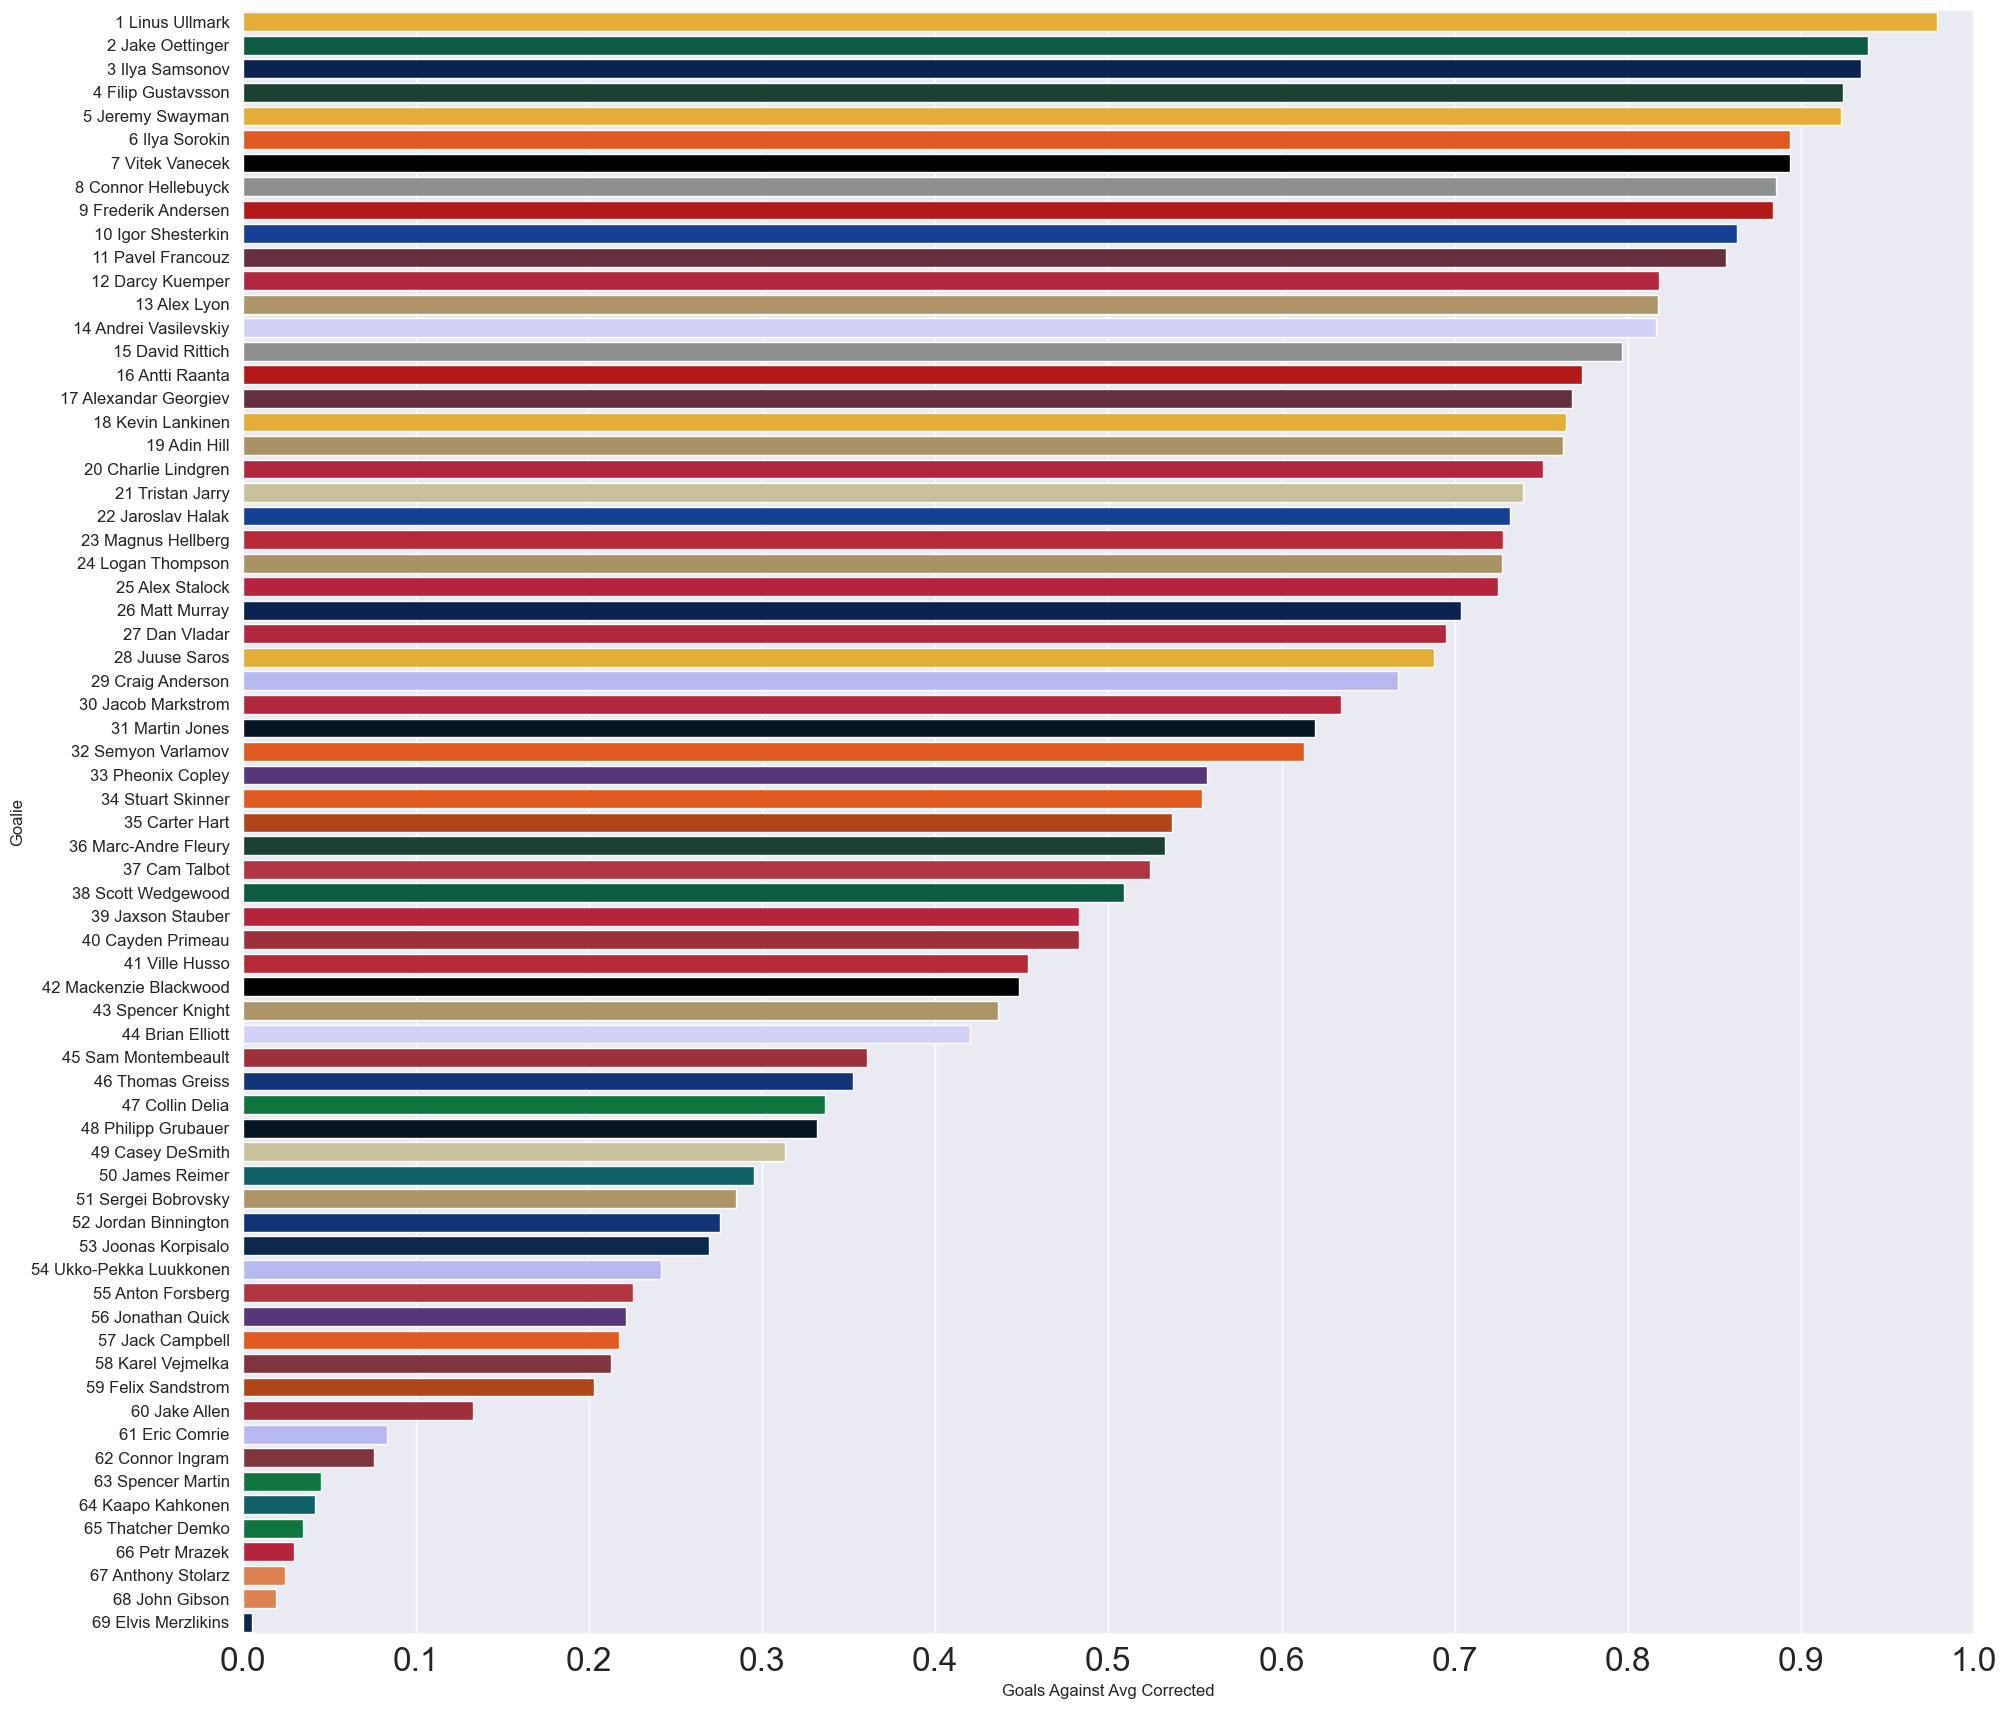 1 Linus Ullmark
2 Jake Oettinger
3 Ilya Samsonov
4 Filip Gustavsson
5 Jeremy Swayman
6 Ilya Sorokin
7 Vitek Vanecek
8 Connor Hellebuyck
9 Frederik Andersen
10 Igor Shesterkin
11 Pavel Francouz
12 Darcy Kuemper
13 Alex Lyon
14 Andrei Vasilevskiy
15 David Rittich
16 Antti Raanta
17 Alexandar Georgiev
18 Kevin Lankinen
19 Adin Hill
20 Charlie Lindgren
21 Tristan Jarry
22 Jaroslav Halak
23 Magnus Hellberg
24 Logan Thompson
25 Alex Stalock
26 Matt Murray
27 Dan Vladar
28 Juuse Saros
29 Craig Anderson
30 Jacob Markstrom
31 Martin Jones
32 Semyon Varlamov
33 Pheonix Copley
34 Stuart Skinner
35 Carter Hart
36 Marc-Andre Fleury
37 Cam Talbot
38 Scott Wedgewood
39 Jaxson Stauber
40 Cayden Primeau
41 Ville Husso
42 Mackenzie Blackwood
43 Spencer Knight
44 Brian Elliott
45 Sam Montembeault
46 Thomas Greiss
47 Collin Delia
48 Philipp Grubauer
49 Casey DeSmith
50 James Reimer
51 Sergei Bobrovsky
52 Jordan Binnington
53 Joonas Korpisalo
54 Ukko-Pekka Luukkonen
55 Anton Forsberg
56 Jonathan Quick
57 Jack Campbell
58 Karel Vejmelka
59 Felix Sandstrom
60 Jake Allen
61 Eric Comrie
62 Connor Ingram
63 Spencer Martin
64 Kaapo Kahkonen
65 Thatcher Demko
66 Petr Mrazek
67 Anthony Stolarz
68 John Gibson
69 Elvis Merzlikins
Goalie
0.0 0.1 0.2 0.3 0.4 0.5 0.6 0.7 0.8 0.9 1.0
Goals Against Avg Corrected